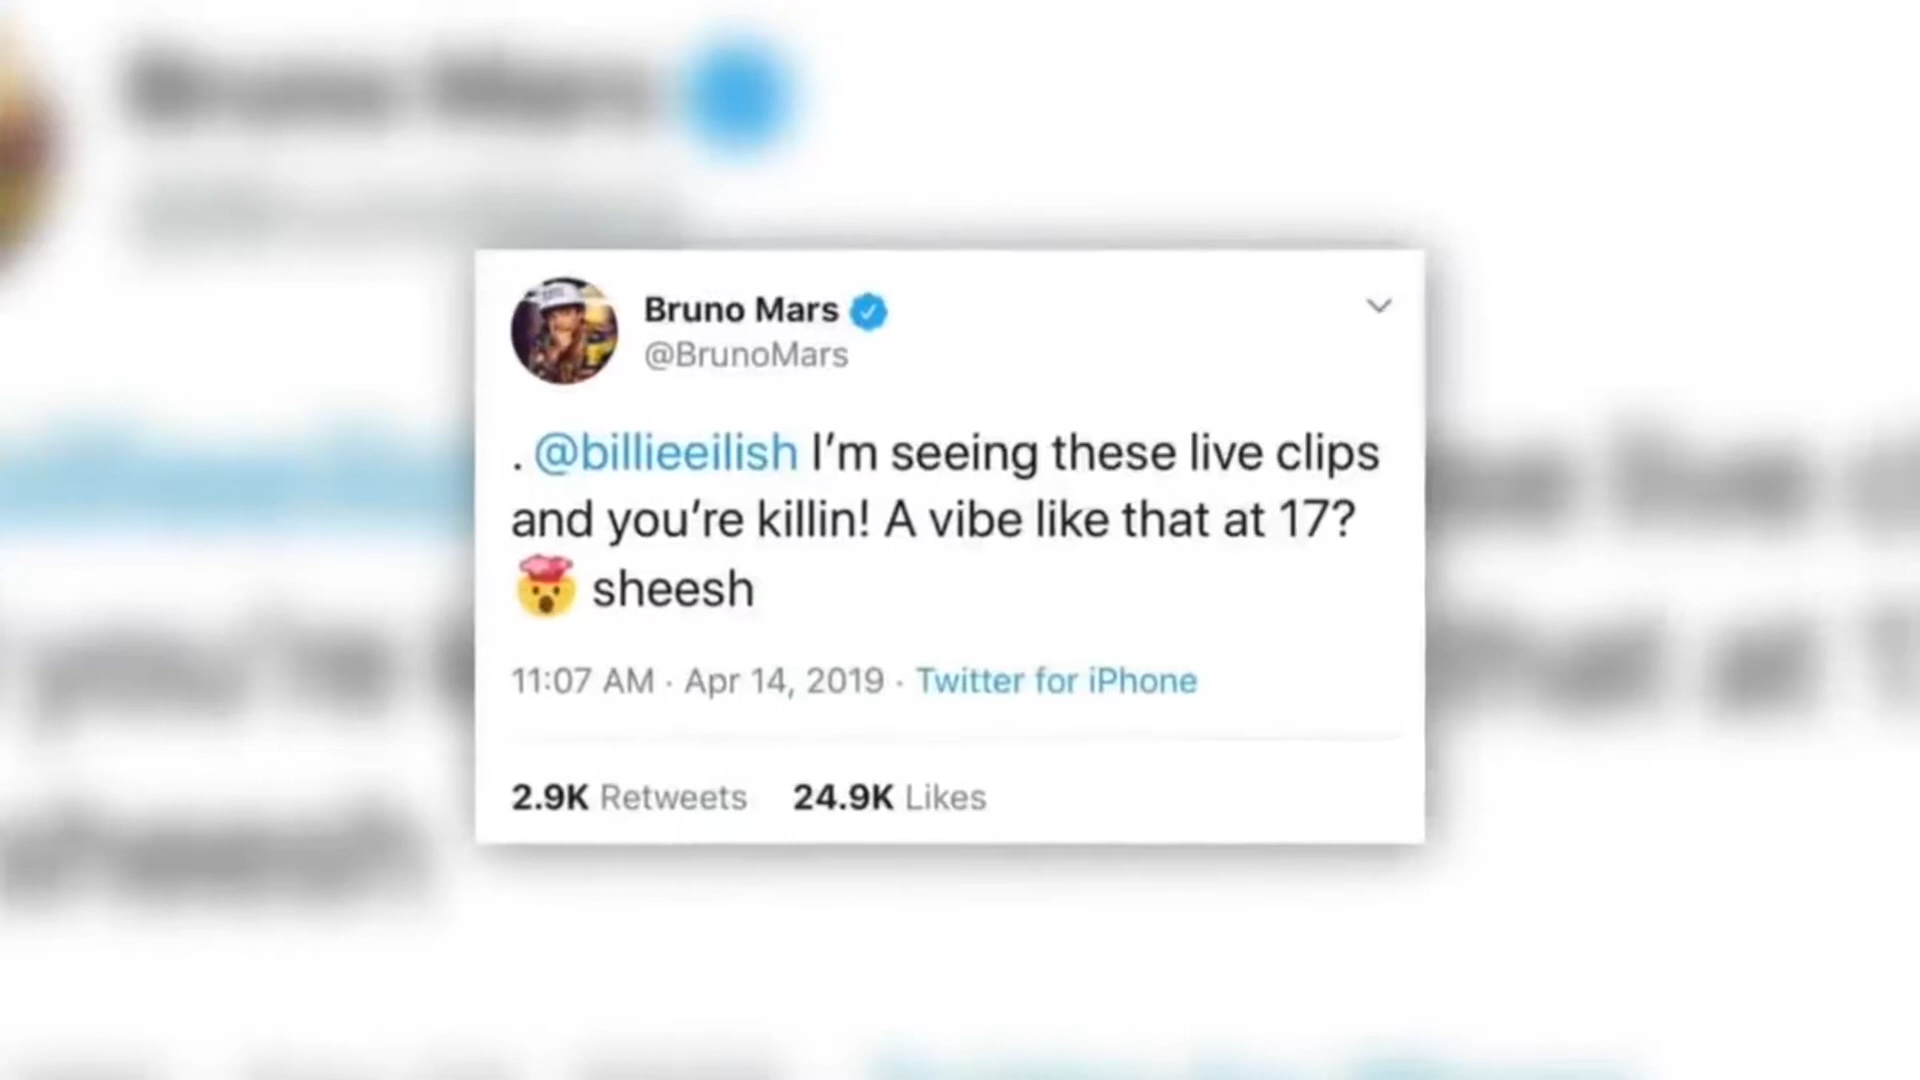 Bruno Mars
@BrunoMars
. @billieeilish I’m seeing these live clips
and you’re killin! A vibe like that at 17?
🤯 sheesh
11:07 AM · Apr 14, 2019 · Twitter for iPhone
2.9K Retweets 24.9K Likes